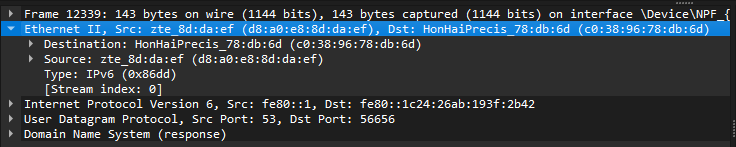 Frame 12339: 143 bytes on wire (1144 bits), 143 bytes captured (1144 bits) on interface \Device\NPF_{
Ethernet II, Src: zte_8d:da:ef (d8:a0:e8:8d:da:ef), Dst: HonHaiPrecis_78:db:6d (c0:38:96:78:db:6d)
Destination: HonHaiPrecis_78:db:6d (c0:38:96:78:db:6d)
Source: zte_8d:da:ef (d8:a0:e8:8d:da:ef)
Type: IPv6 (0x86dd)
[Stream index: 0]
Internet Protocol Version 6, Src: fe80::1, Dst: fe80::1c24:26ab:193f:2b42
User Datagram Protocol, Src Port: 53, Dst Port: 56656
Domain Name System (response)